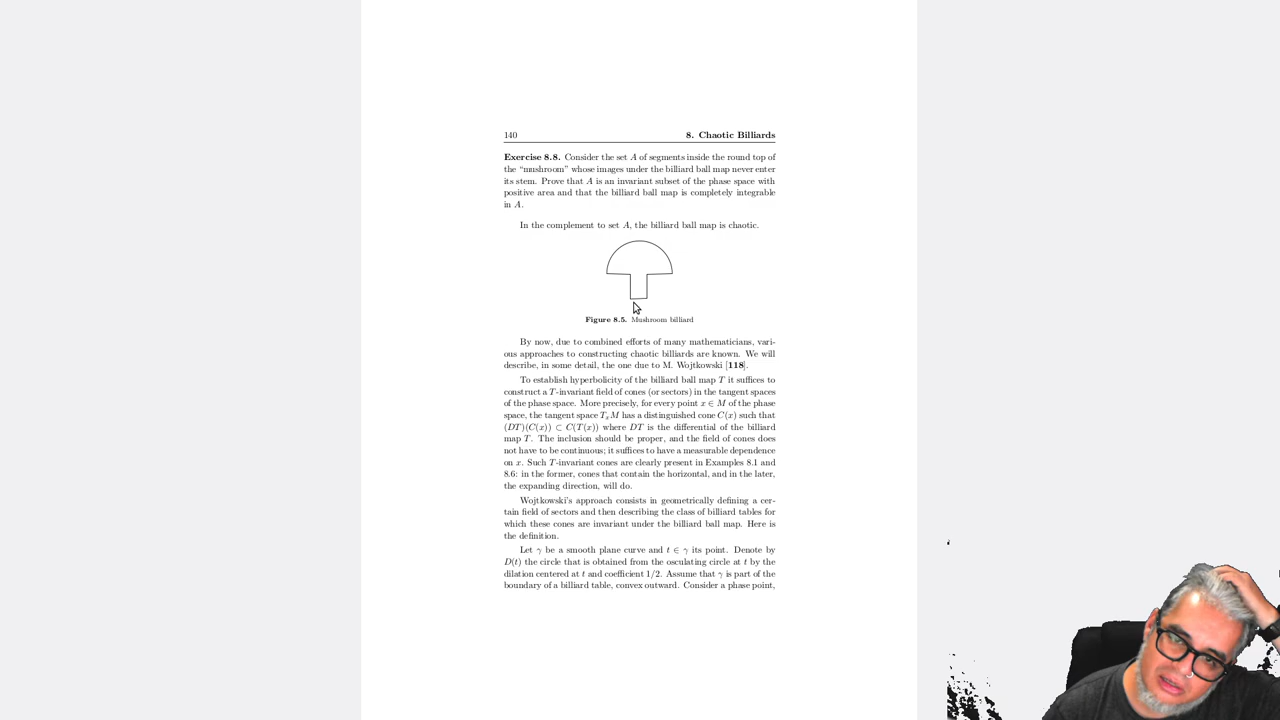 140
8. Chaotic Billiards
Exercise 8.8. Consider the set A of segments inside the round top of
the “mushroom” whose images under the billiard ball map never enter
its stem. Prove that A is an invariant subset of the phase space with
positive area and that the billiard ball map is completely integrable
in A.
In the complement to set A, the billiard ball map is chaotic.
Figure 8.5. Mushroom billiard
By now, due to combined efforts of many mathematicians, vari-
ous approaches to constructing chaotic billiards are known. We will
describe, in some detail, the one due to M. Wojtkowski [118].
To establish hyperbolicity of the billiard ball map T it suffices to
construct a T-invariant field of cones (or sectors) in the tangent spaces
of the phase space. More precisely, for every point x ∈ M of the phase
space, the tangent space TₓM has a distinguished cone C(x) such that
(DT)(C(x)) ⊂ C(T(x)) where DT is the differential of the billiard
map T. The inclusion should be proper, and the field of cones does
not have to be continuous; it suffices to have a measurable dependence
on x. Such T-invariant cones are clearly present in Examples 8.1 and
8.6: in the former, cones that contain the horizontal, and in the later,
the expanding direction, will do.
Wojtkowski’s approach consists in geometrically defining a cer-
tain field of sectors and then describing the class of billiard tables for
which these cones are invariant under the billiard ball map. Here is
the definition.
Let γ be a smooth plane curve and t ∈ γ its point. Denote by
D(t) the circle that is obtained from the osculating circle at t by the
dilation centered at t and coefficient 1/2. Assume that γ is part of the
boundary of a billiard table, convex outward. Consider a phase point,